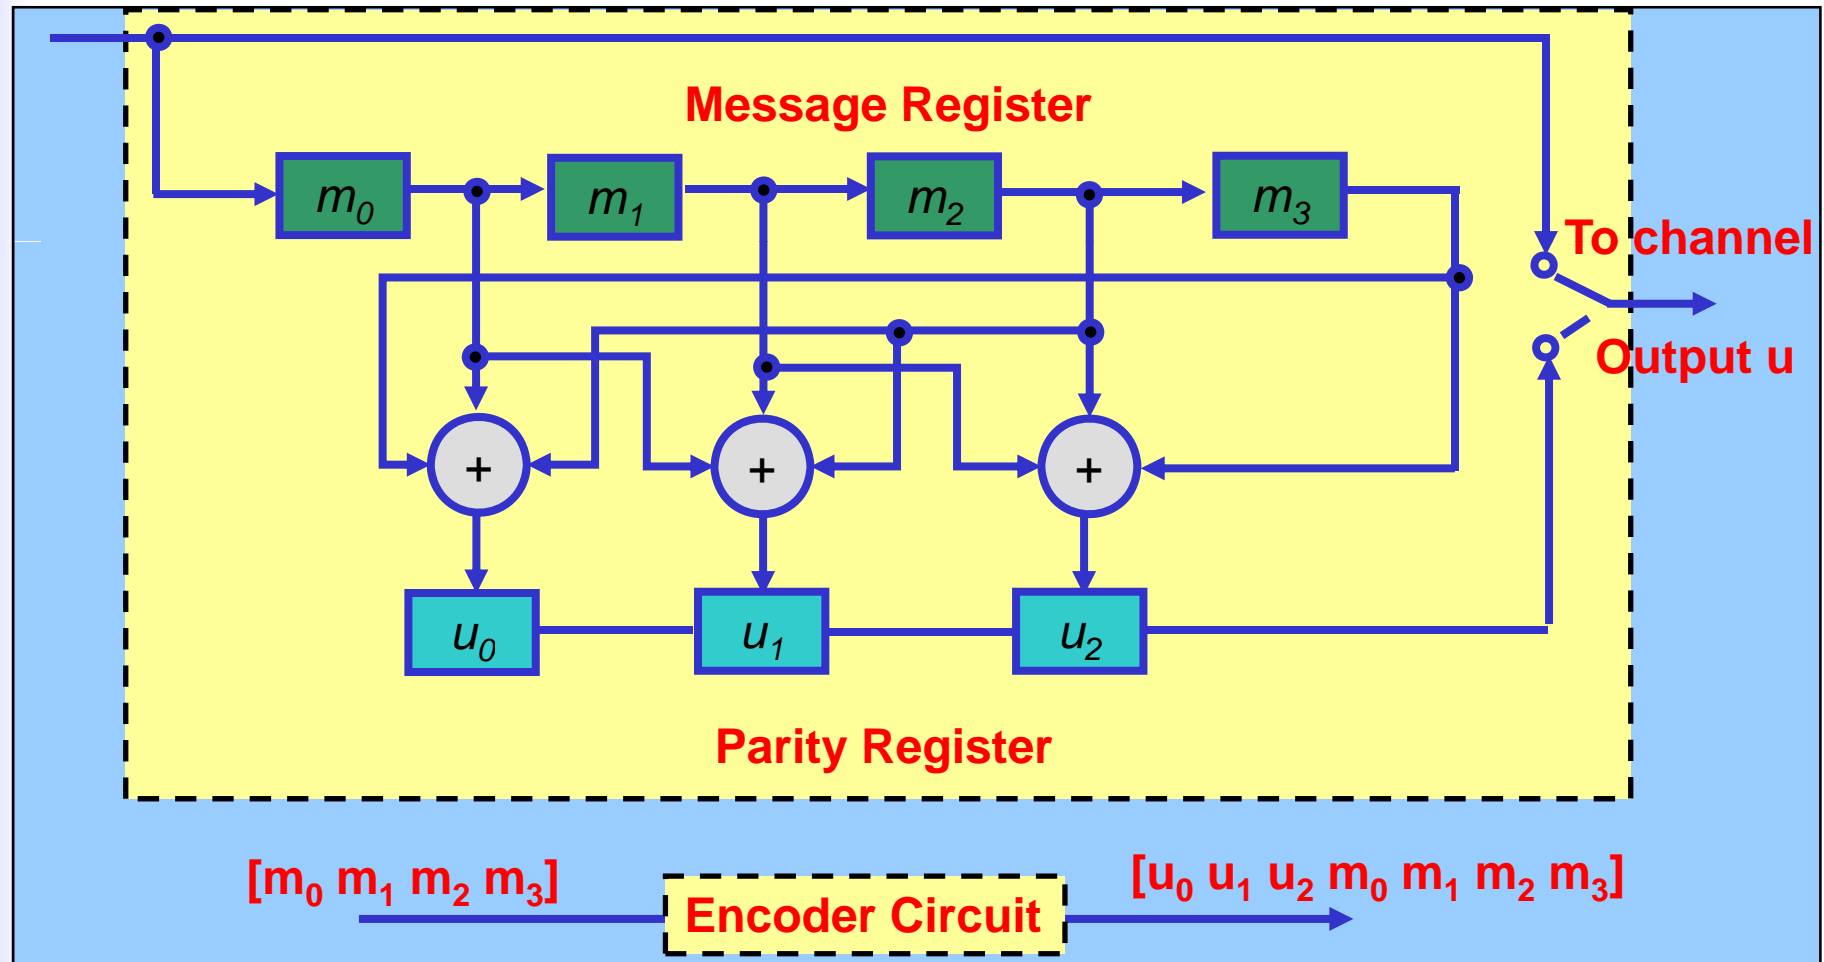 Message Register
m0 m1 m2 m3
To channel
Output u
+ + +
u0 u1 u2
Parity Register
[m0 m1 m2 m3]
[u0 u1 u2 m0 m1 m2 m3]
Encoder Circuit